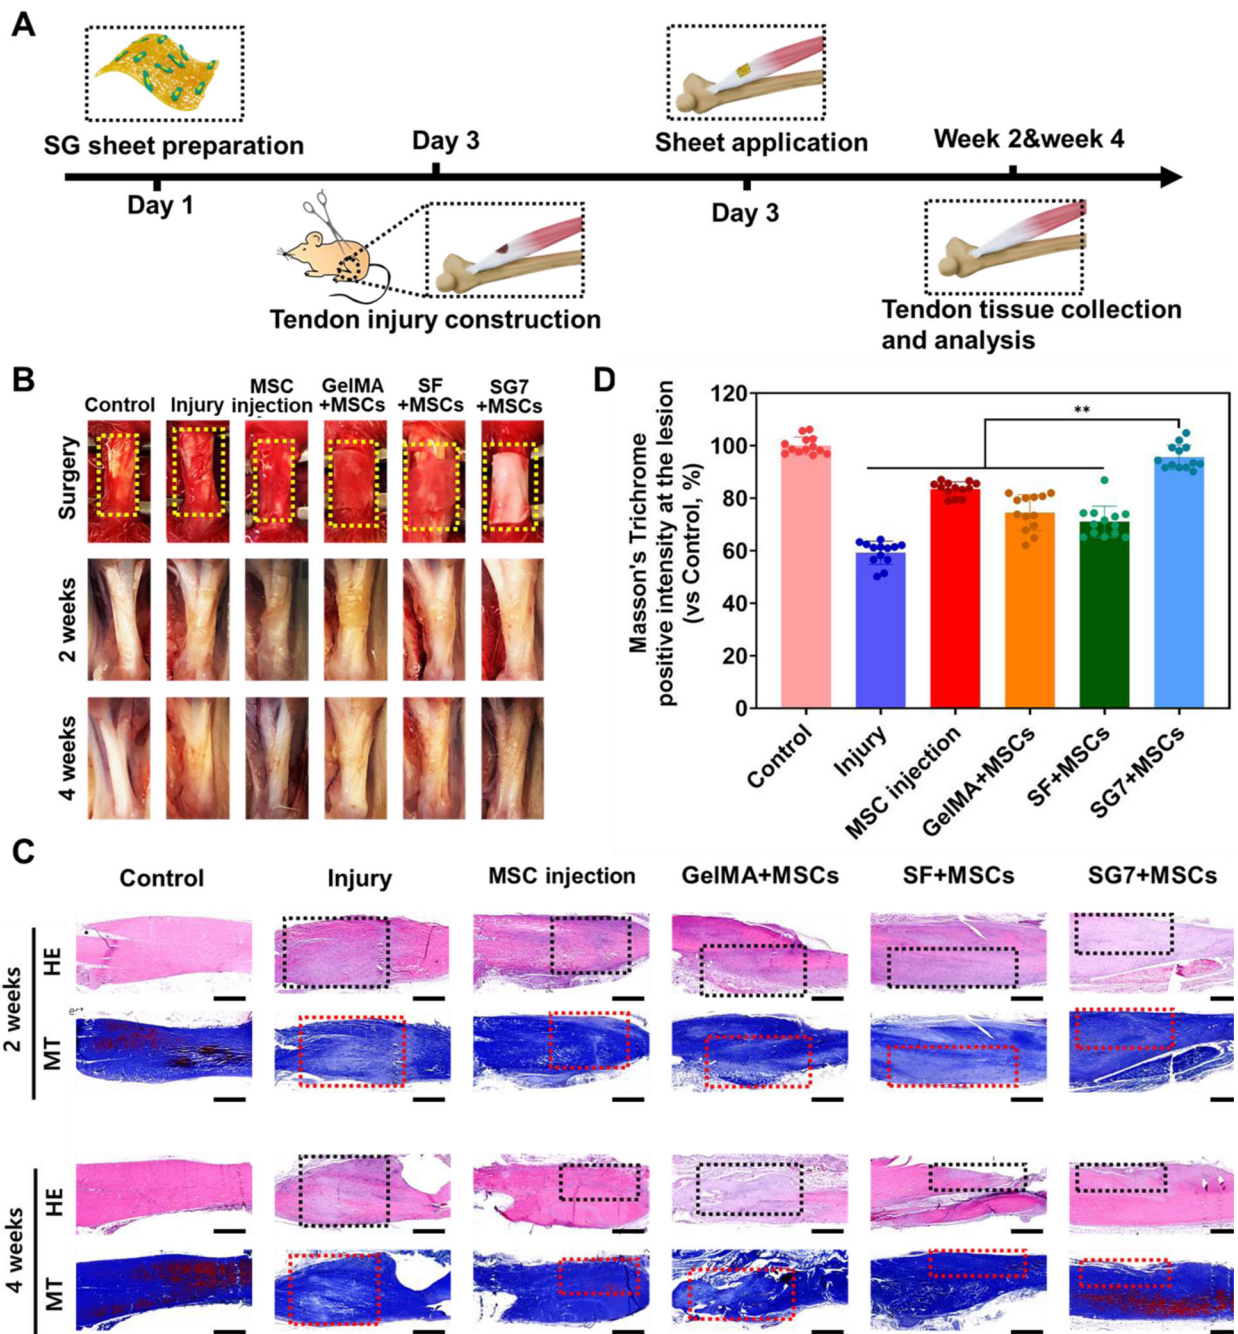 A
SG sheet preparation
Day 3
Sheet application
Week 2&week 4
Day 1
Day 3
Tendon injury construction
Tendon tissue collection
and analysis
B
Control
Injury
MSC
injection
GelMA
+MSCs
SF
+MSCs
SG7
+MSCs
Surgery
2 weeks
4 weeks
D
Masson's Trichrome
positive intensity at the lesion
(vs Control, %)
120
100
80
60
40
20
0
**
Control
Injury
MSC injection
GelMA+MSCs
SF+MSCs
SG7+MSCs
C
Control
Injury
MSC injection
GelMA+MSCs
SF+MSCs
SG7+MSCs
2 weeks
HE
MT
4 weeks
HE
MT